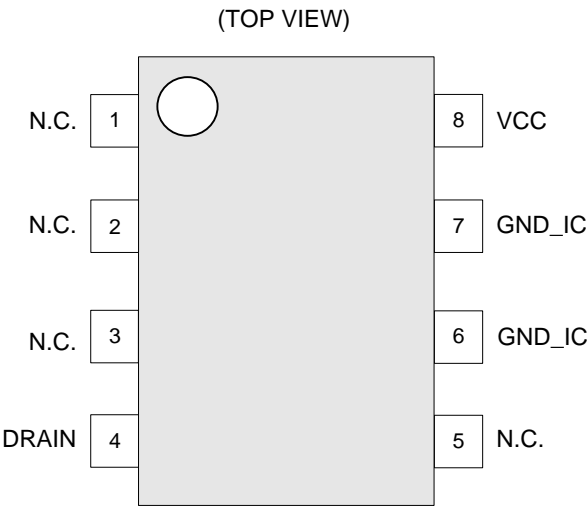 (TOP VIEW)
N.C. 1 8 VCC
N.C. 2 7 GND_IC
N.C. 3 6 GND_IC
DRAIN 4 5 N.C.